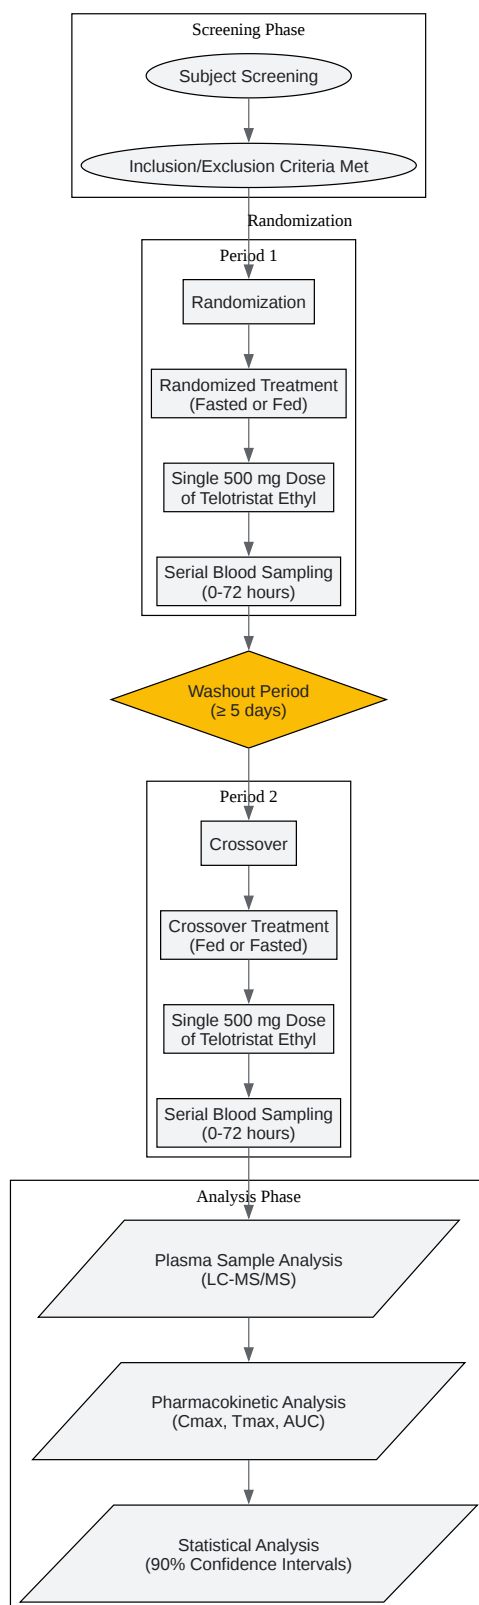 Screening Phase
Subject Screening
Inclusion/Exclusion Criteria Met
Randomization
Period 1
Randomization
Randomized Treatment
(Fasted or Fed)
Single 500 mg Dose
of Telotristat Ethyl
Serial Blood Sampling
(0-72 hours)
Washout Period
(≥ 5 days)
Period 2
Crossover
Crossover Treatment
(Fed or Fasted)
Single 500 mg Dose
of Telotristat Ethyl
Serial Blood Sampling
(0-72 hours)
Analysis Phase
Plasma Sample Analysis
(LC-MS/MS)
Pharmacokinetic Analysis
(Cmax, Tmax, AUC)
Statistical Analysis
(90% Confidence Intervals)